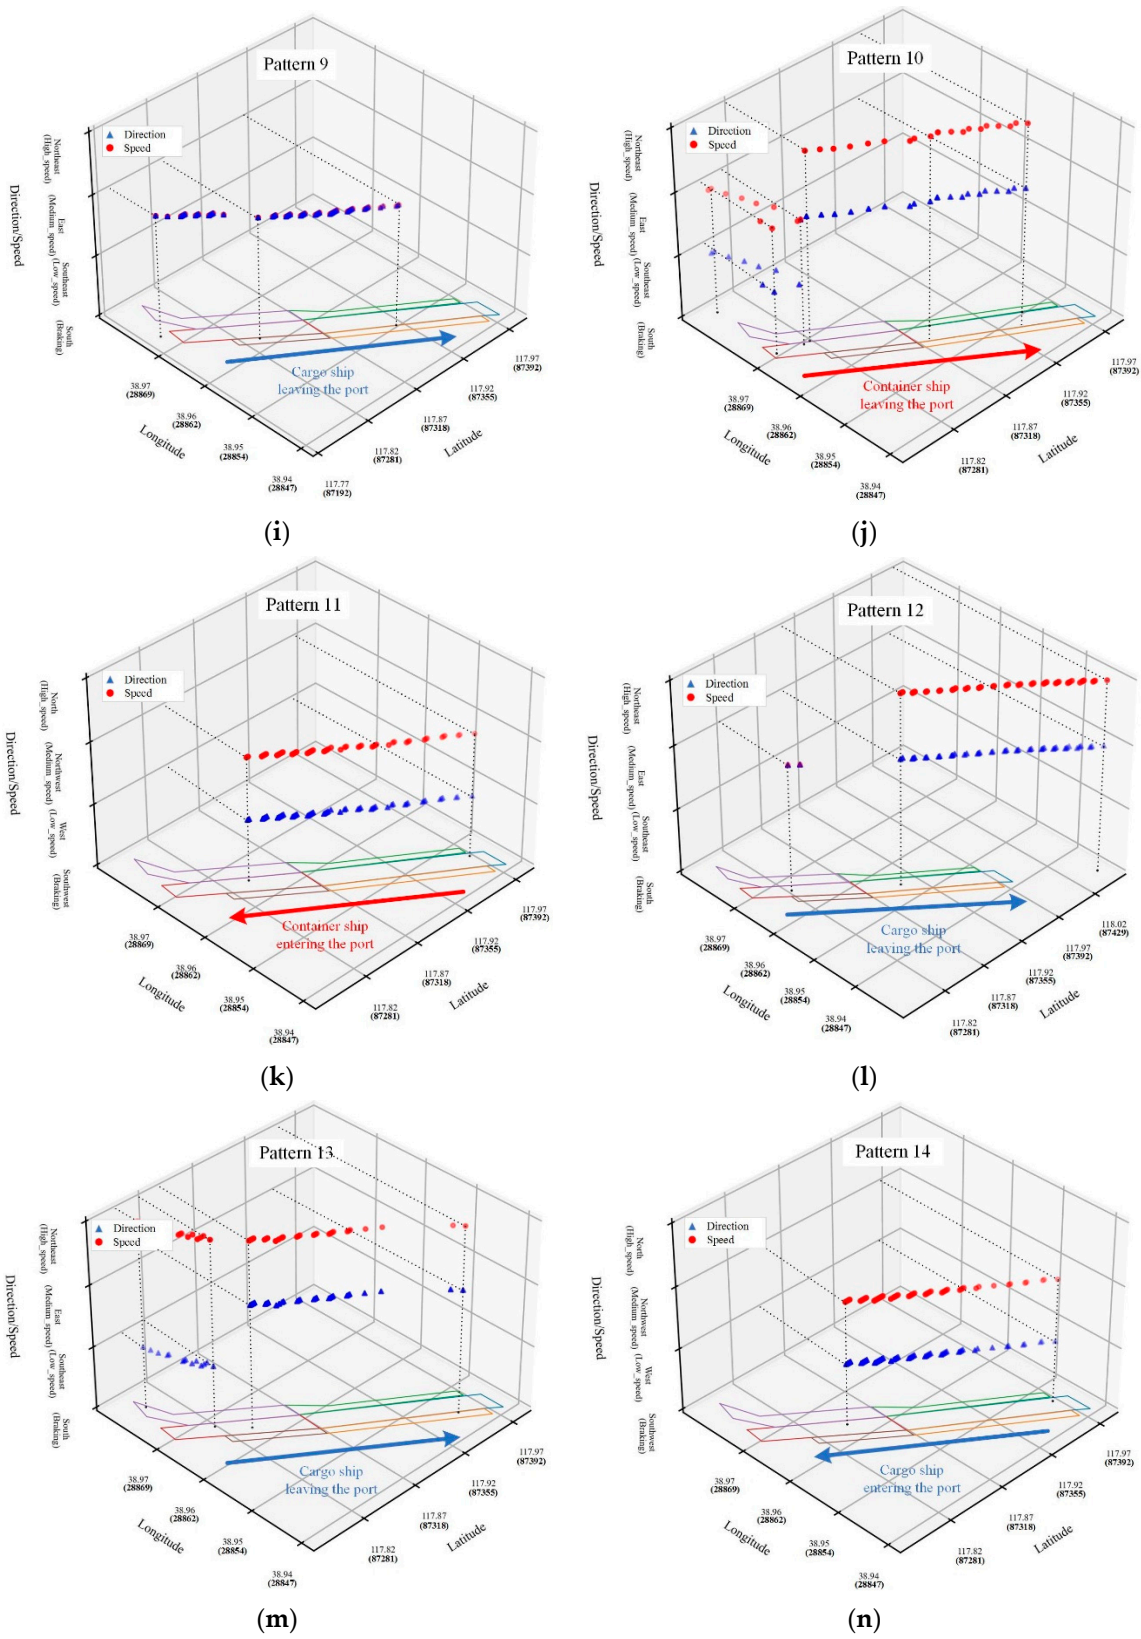 Pattern 9
Direction
Speed
Direction/Speed
Northeast
(High_speed)
East
(Medium_speed)
Southeast
(Low_speed)
South
(Braking)
Cargo ship
leaving the port
38.97
(28869)
38.96
(28862)
38.95
(28854)
38.94
(28847)
Longitude
117.77
(87192)
117.82
(87281)
117.87
(87318)
117.92
(87355)
117.97
(87392)
Latitude
(i)
Pattern 10
Direction
Speed
Direction/Speed
Northeast
(High_speed)
East
(Medium_speed)
Southeast
(Low_speed)
South
(Braking)
Container ship
leaving the port
38.97
(28869)
38.96
(28862)
38.95
(28854)
38.94
(28847)
Longitude
117.82
(87281)
117.87
(87318)
117.92
(87355)
117.97
(87392)
Latitude
(j)
Pattern 11
Direction
Speed
Direction/Speed
North
(High_speed)
Northwest
(Medium_speed)
West
(Low_speed)
Southwest
(Braking)
Container ship
entering the port
38.97
(28869)
38.96
(28862)
38.95
(28854)
38.94
(28847)
Longitude
117.82
(87281)
117.87
(87318)
117.92
(87355)
117.97
(87392)
Latitude
(k)
Pattern 12
Direction
Speed
Direction/Speed
Northeast
(High_speed)
East
(Medium_speed)
Southeast
(Low_speed)
South
(Braking)
Cargo ship
leaving the port
38.97
(28869)
38.96
(28862)
38.95
(28854)
38.94
(28847)
Longitude
117.82
(87281)
117.87
(87318)
117.92
(87355)
117.97
(87392)
118.02
(87429)
Latitude
(l)
Pattern 13
Direction
Speed
Direction/Speed
Northeast
(High_speed)
East
(Medium_speed)
Southeast
(Low_speed)
South
(Braking)
Cargo ship
leaving the port
38.97
(28869)
38.96
(28862)
38.95
(28854)
38.94
(28847)
Longitude
117.82
(87281)
117.87
(87318)
117.92
(87355)
117.97
(87392)
Latitude
(m)
Pattern 14
Direction
Speed
Direction/Speed
North
(High_speed)
Northwest
(Medium_speed)
West
(Low_speed)
Southwest
(Braking)
Cargo ship
entering the port
38.97
(28869)
38.96
(28862)
38.95
(28854)
38.94
(28847)
Longitude
117.82
(87281)
117.87
(87318)
117.92
(87355)
117.97
(87392)
Latitude
(n)